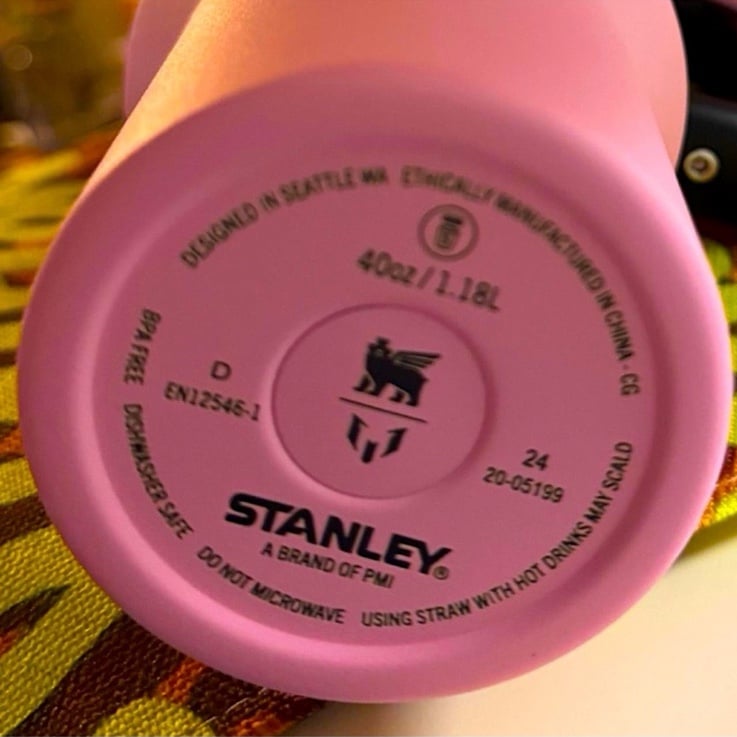 DESIGNED IN SEATTLE WA ETHICALLY MANUFACTURED IN CHINA - CG
40oz / 1.18L
BPA FREE DISHWASHER SAFE DO NOT MICROWAVE USING STRAW WITH HOT DRINKS MAY SCALD
D
EN12546-1
24
20-05199
STANLEY®
A BRAND OF PMI